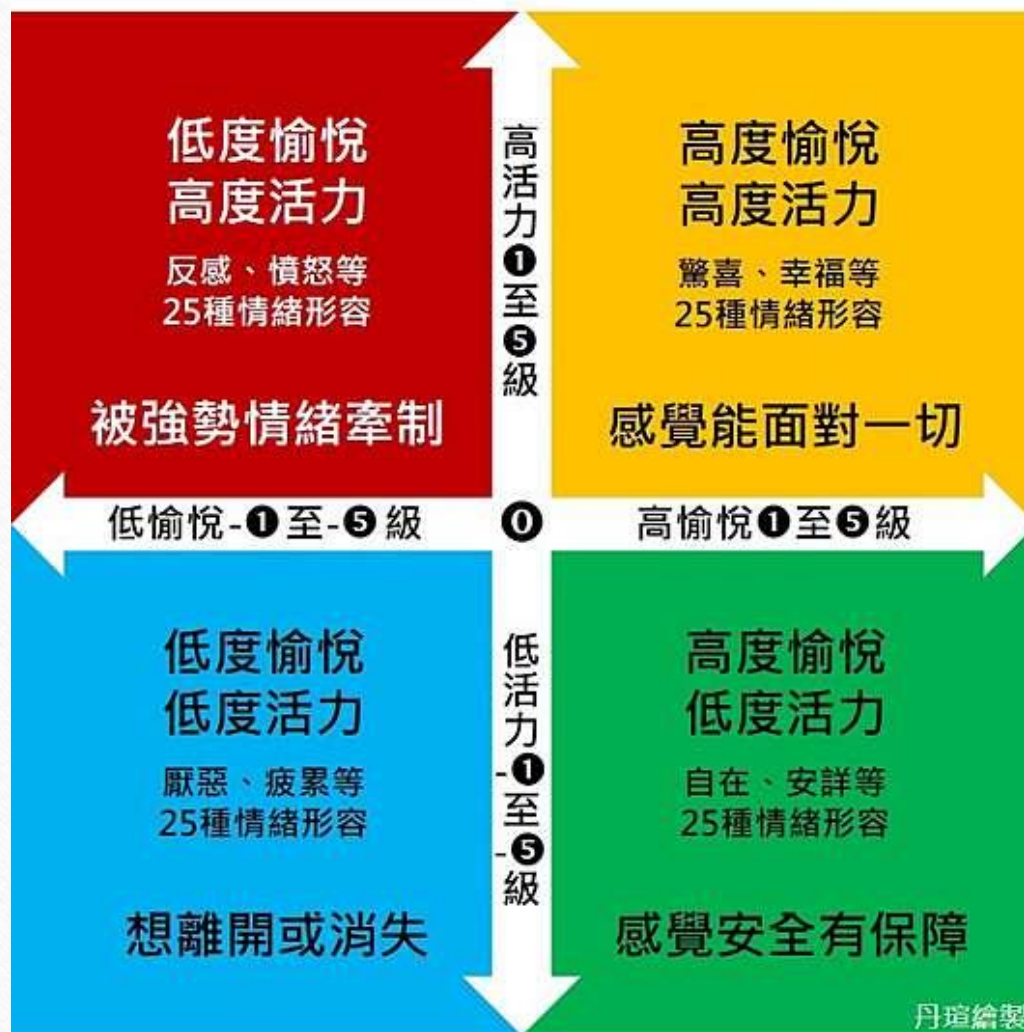 低度愉悅
高度活力
反感、憤怒等
25種情緒形容
被強勢情緒牽制
高活力❶至❺級
高度愉悅
高度活力
驚喜、幸福等
25種情緒形容
感覺能面對一切
低愉悅-❶至-❺級
⓿
高愉悅❶至❺級
低度愉悅
低度活力
厭惡、疲累等
25種情緒形容
想離開或消失
低活力-❶至-❺級
高度愉悅
低度活力
自在、安詳等
25種情緒形容
感覺安全有保障
丹瑄繪製